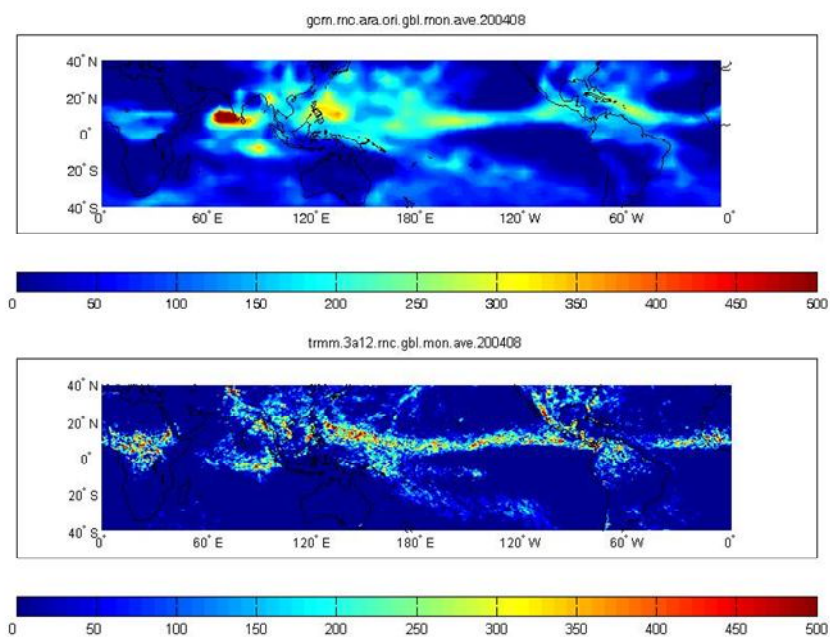 gcm.rnc.ara.ori.gbl.mon.ave.200408
40° N
20° N
0°
20° S
40° S
0° 60° E 120° E 180° E 120° W 60° W 0°
0 50 100 150 200 250 300 350 400 450 500
trmm.3a12.rnc.gbl.mon.ave.200408
40° N
20° N
0°
20° S
40° S
0° 60° E 120° E 180° E 120° W 60° W 0°
0 50 100 150 200 250 300 350 400 450 500